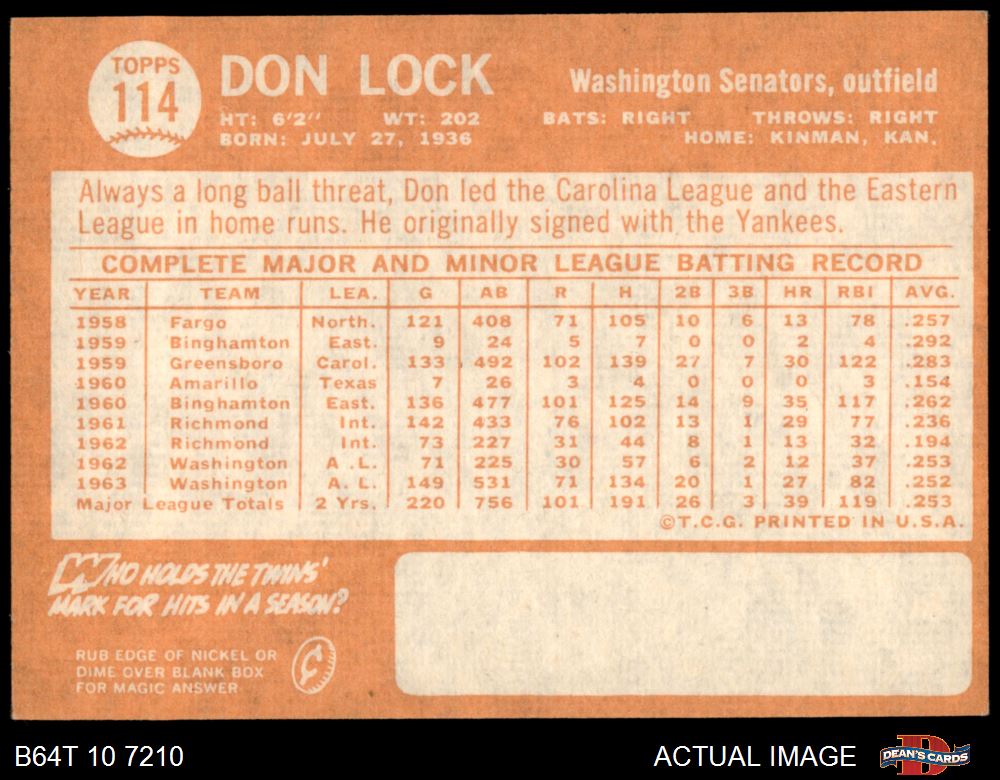 TOPPS
114
DON LOCK
HT: 6'2" WT: 202
BORN: JULY 27, 1936
Washington Senators, outfield
BATS: RIGHT THROWS: RIGHT
HOME: KINMAN, KAN.
Always a long ball threat, Don led the Carolina League and the Eastern
League in home runs. He originally signed with the Yankees.
COMPLETE MAJOR AND MINOR LEAGUE BATTING RECORD
YEAR TEAM LEA. G AB R H 2B 3B HR RBI AVG.
1958 Fargo North. 121 408 71 105 10 6 13 78 .257
1959 Binghamton East. 9 24 5 7 0 0 2 4 .292
1959 Greensboro Carol. 133 492 102 139 27 7 30 122 .283
1960 Amarillo Texas 7 26 3 4 0 0 0 3 .154
1960 Binghamton East. 136 477 101 125 14 9 35 117 .262
1961 Richmond Int. 142 433 76 102 13 1 29 77 .236
1962 Richmond Int. 73 227 31 44 8 1 13 32 .194
1962 Washington A.L. 71 225 30 57 6 2 12 37 .253
1963 Washington A.L. 149 531 71 134 20 1 27 82 .252
Major League Totals 2 Yrs. 220 756 101 191 26 3 39 119 .253
©T.C.G. PRINTED IN U.S.A.
WHO HOLDS THE TWINS'
MARK FOR HITS IN A SEASON?
RUB EDGE OF NICKEL OR
DIME OVER BLANK BOX
FOR MAGIC ANSWER
¢
B64T 10 7210
ACTUAL IMAGE
D
DEAN'S CARDS